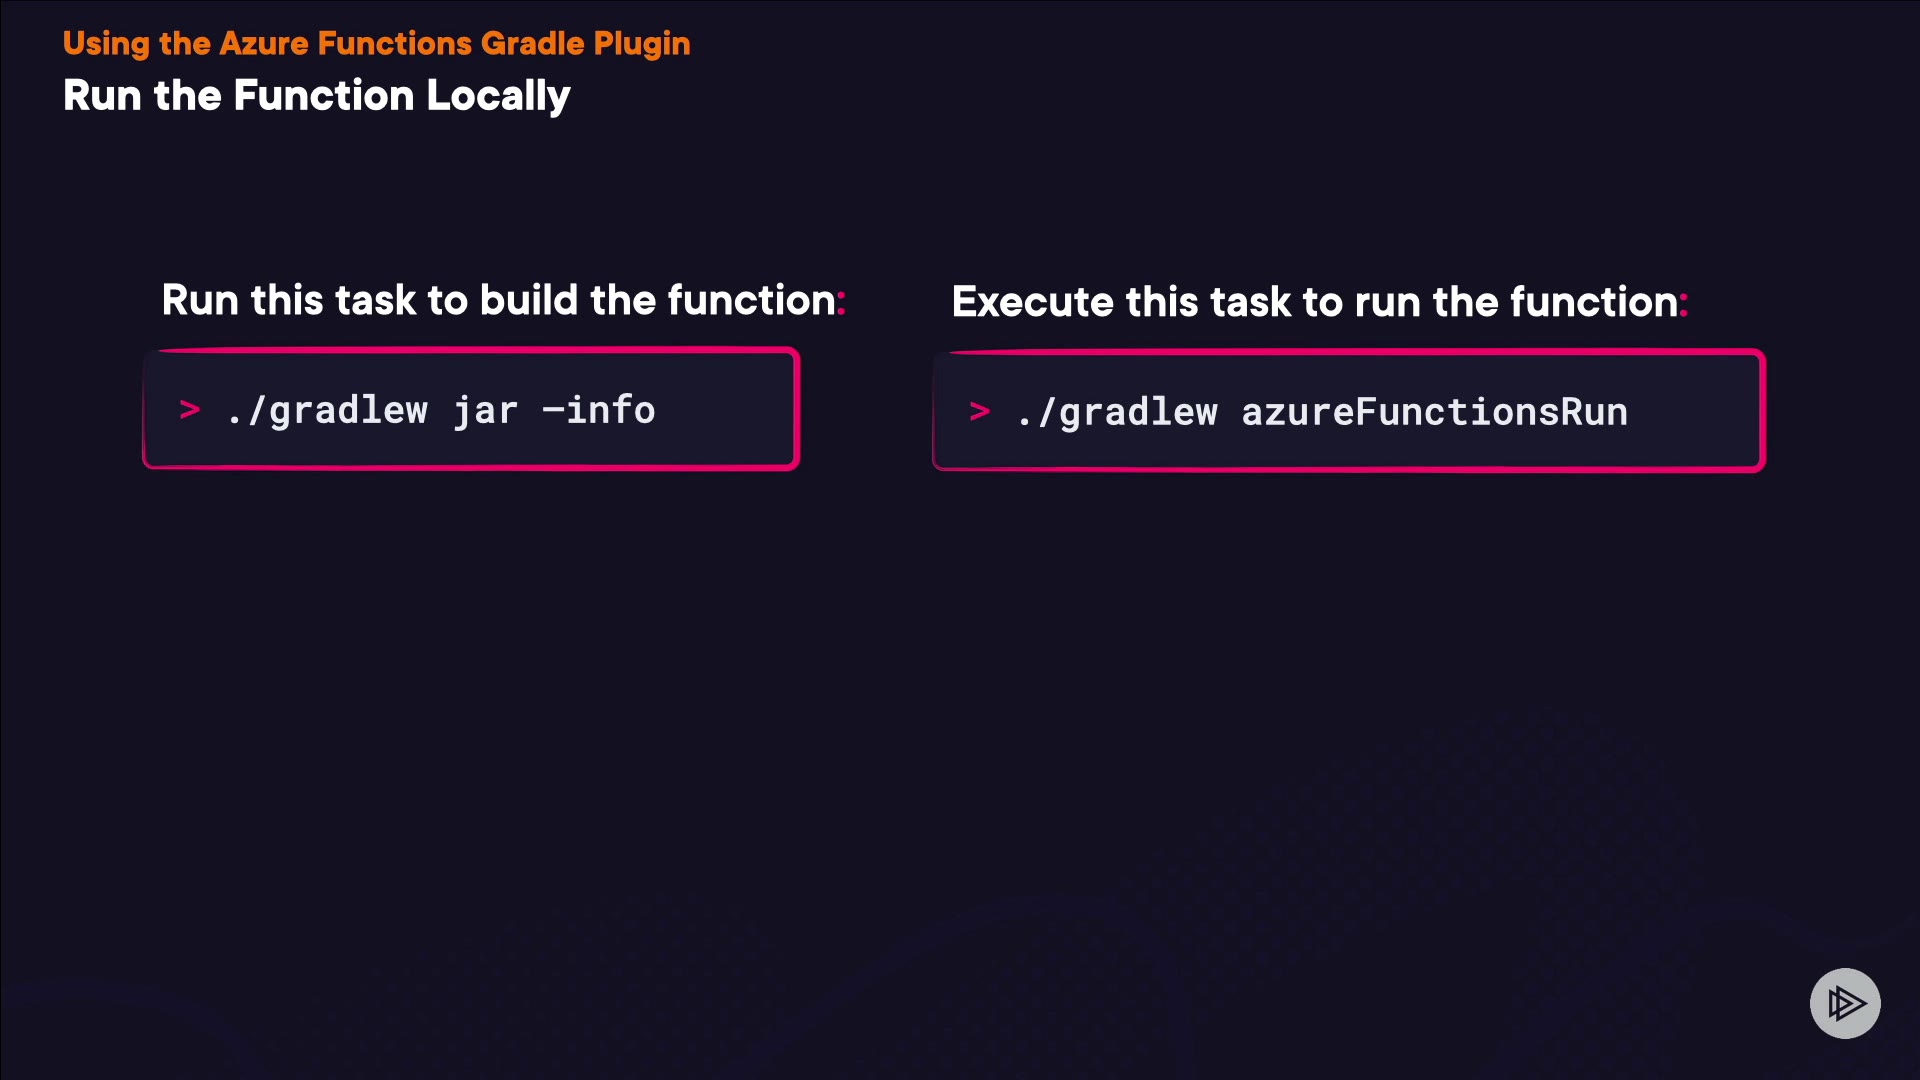 Using the Azure Functions Gradle Plugin
Run the Function Locally
Run this task to build the function:
> ./gradlew jar —info
Execute this task to run the function:
> ./gradlew azureFunctionsRun